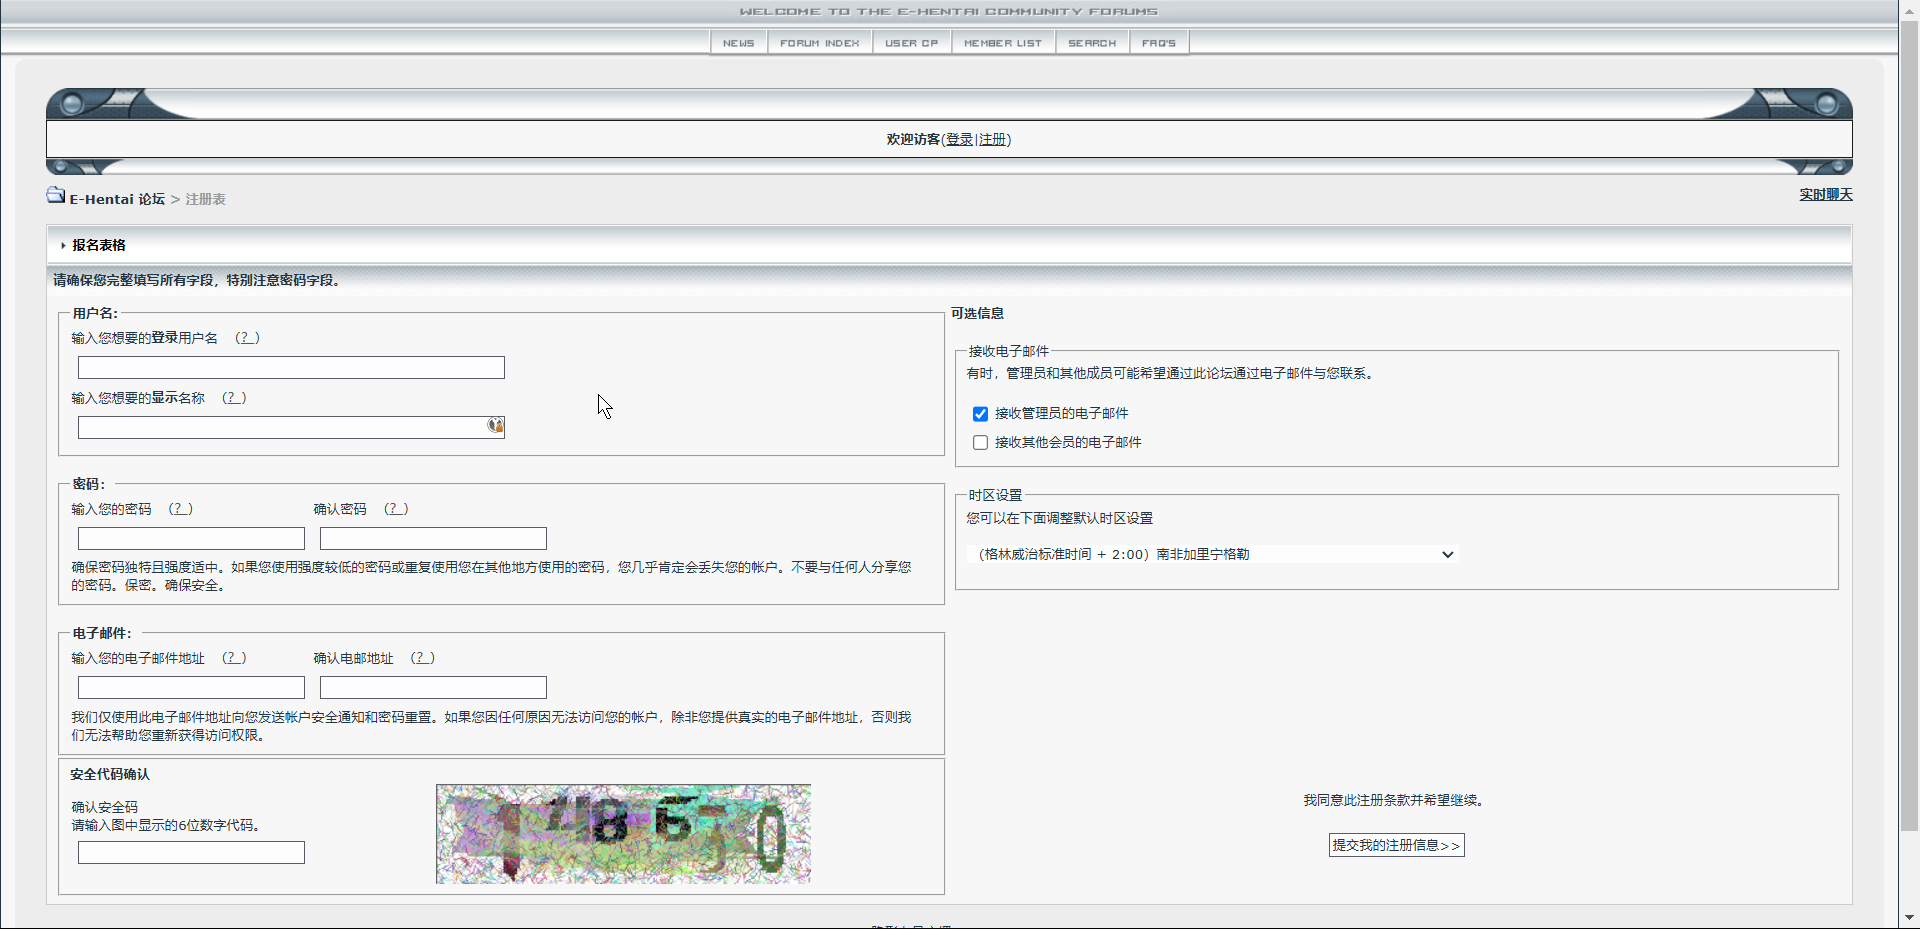 WELCOME TO THE E-HENTAI COMMUNITY FORUMS
NEWS FORUM INDEX USER CP MEMBER LIST SEARCH FAQ'S
欢迎访客(登录|注册)
E-Hentai 论坛 > 注册表
实时聊天
报名表格
请确保您完整填写所有字段，特别注意密码字段。
用户名：
输入您想要的登录用户名 （? ）
输入您想要的显示名称 （? ）
密码：
输入您的密码 （? ） 确认密码 （? ）
确保密码独特且强度适中。如果您使用强度较低的密码或重复使用您在其他地方使用的密码，您几乎肯定会丢失您的帐户。不要与任何人分享您
的密码。保密。确保安全。
电子邮件：
输入您的电子邮件地址 （? ） 确认电邮地址 （? ）
我们仅使用此电子邮件地址向您发送帐户安全通知和密码重置。如果您因任何原因无法访问您的帐户，除非您提供真实的电子邮件地址，否则我
们无法帮助您重新获得访问权限。
安全代码确认
确认安全码
请输入图中显示的6位数字代码。
可选信息
接收电子邮件
有时，管理员和其他成员可能希望通过此论坛通过电子邮件与您联系。
接收管理员的电子邮件
接收其他会员的电子邮件
时区设置
您可以在下面调整默认时区设置
（格林威治标准时间 + 2:00）南非加里宁格勒
我同意此注册条款并希望继续。
提交我的注册信息>>